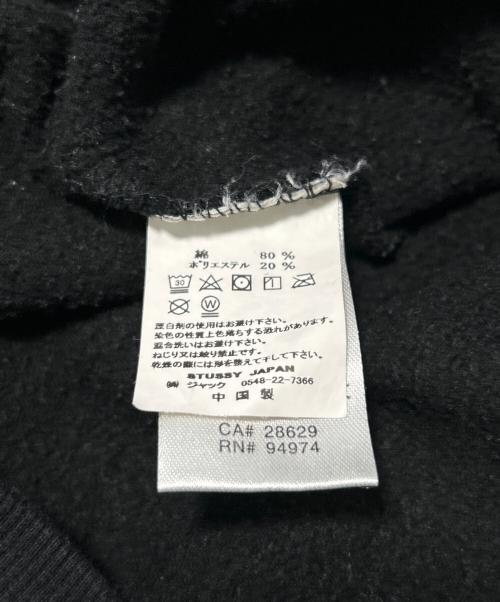 綿 80 %
ポリエステル 20 %
30
W
漂白剤の使用はお避け下さい。
染色の性質上色落ちする恐れがあります。
混合洗いはお避け下さい。
ねじり又は絞り禁止です。
乾燥の際には形を整えて干して下さい。
STUSSY JAPAN
㈱ ジャック 0548-22-7366
中国製
CA# 28629
RN# 94974